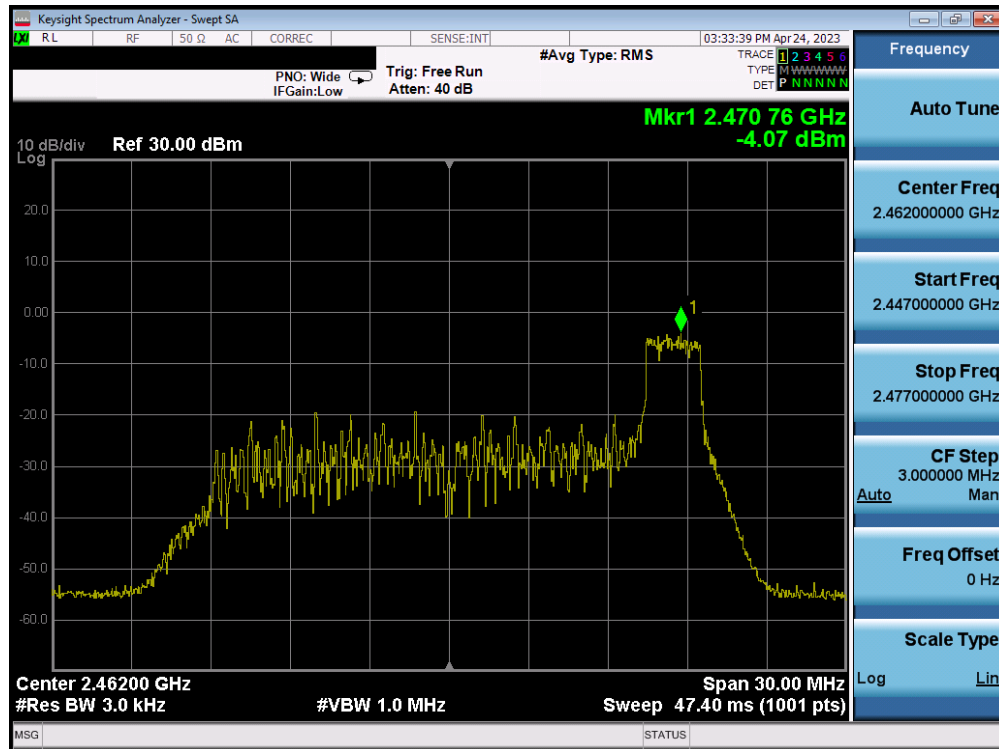 Keysight Spectrum Analyzer - Swept SA
LXI RL RF 50 Ω AC CORREC SENSE:INT 03:33:39 PM Apr 24, 2023
#Avg Type: RMS TRACE 1 2 3 4 5 6
PNO: Wide Trig: Free Run TYPE M WWWWW
IFGain:Low Atten: 40 dB DET P N N N N N
Mkr1 2.470 76 GHz
-4.07 dBm
10 dB/div Ref 30.00 dBm
Log
20.0
10.0
0.00
-10.0
-20.0
-30.0
-40.0
-50.0
-60.0
1
Center 2.46200 GHz Span 30.00 MHz
#Res BW 3.0 kHz #VBW 1.0 MHz Sweep 47.40 ms (1001 pts)
MSG STATUS
Frequency
Auto Tune
Center Freq
2.462000000 GHz
Start Freq
2.447000000 GHz
Stop Freq
2.477000000 GHz
CF Step
3.000000 MHz
Auto Man
Freq Offset
0 Hz
Scale Type
Log Lin